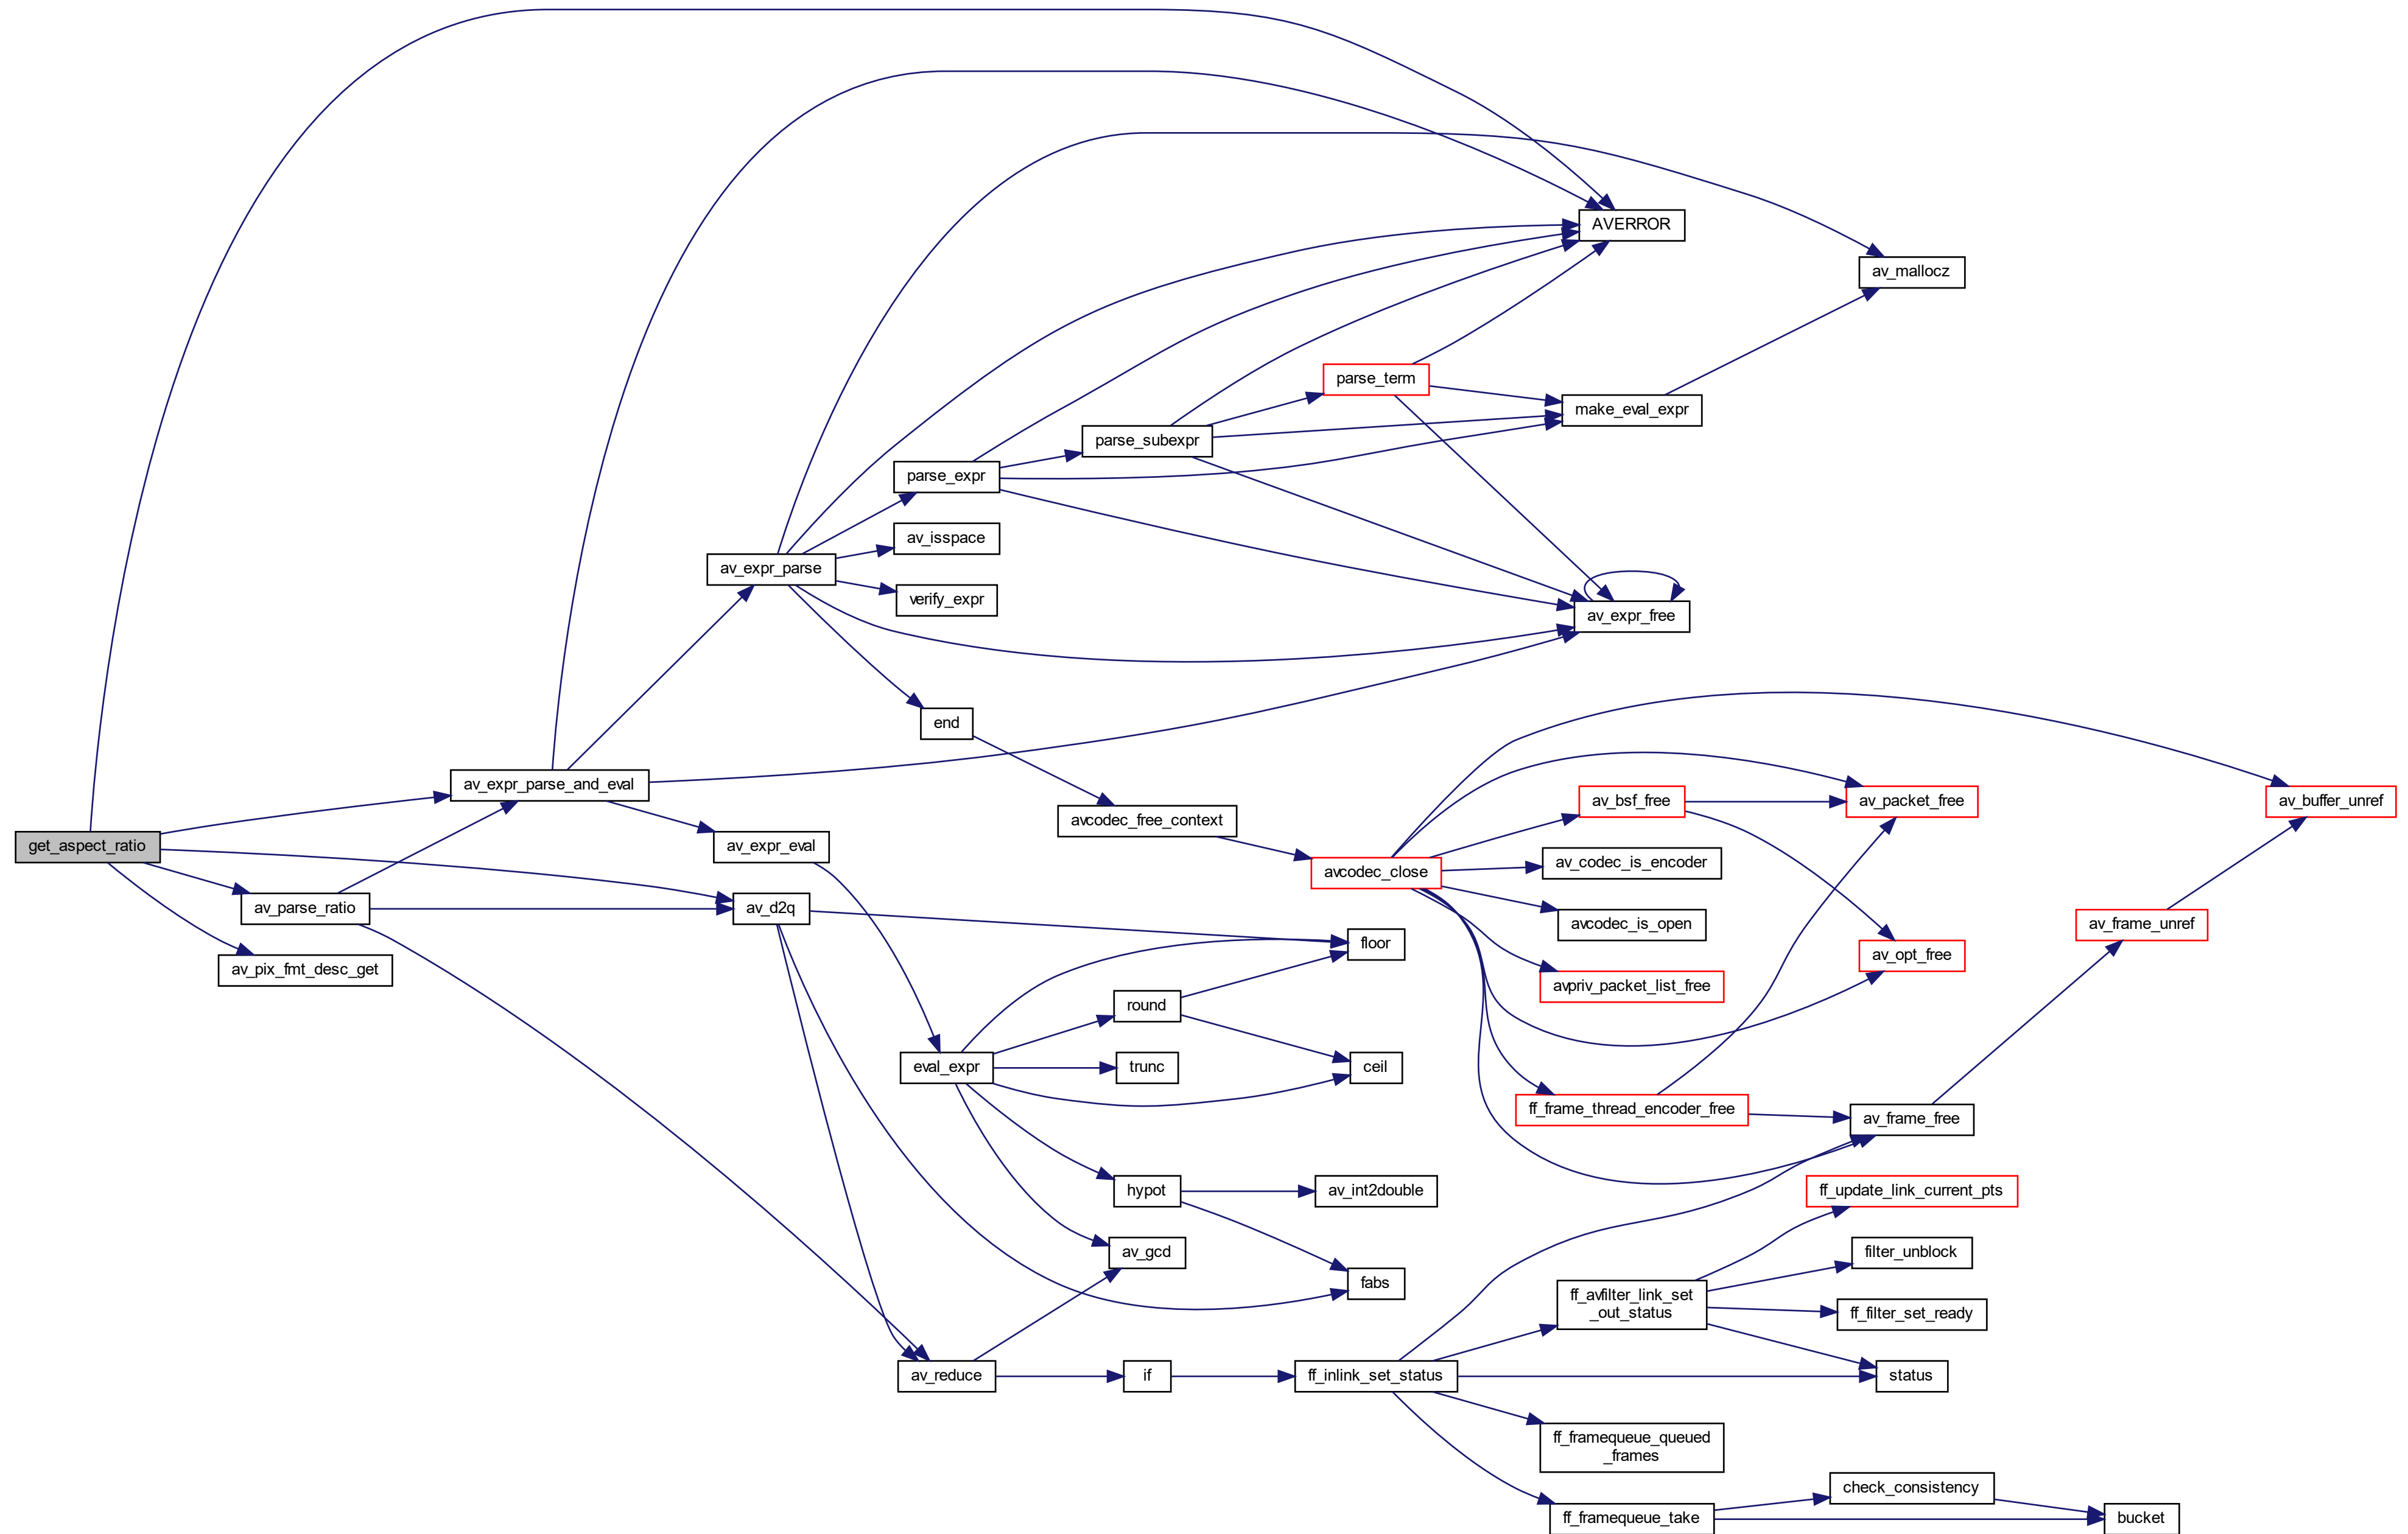 AVERROR
av_mallocz
parse_term
make_eval_expr
parse_subexpr
parse_expr
av_isspace
av_expr_parse
verify_expr
av_expr_free
end
av_expr_parse_and_eval
av_bsf_free
av_packet_free
av_buffer_unref
avcodec_free_context
get_aspect_ratio
av_expr_eval
avcodec_close
av_codec_is_encoder
av_parse_ratio
av_d2q
avcodec_is_open
av_frame_unref
floor
av_opt_free
av_pix_fmt_desc_get
avpriv_packet_list_free
round
eval_expr
trunc
ceil
ff_frame_thread_encoder_free
av_frame_free
hypot
av_int2double
ff_update_link_current_pts
av_gcd
filter_unblock
fabs
ff_avfilter_link_set
_out_status
ff_filter_set_ready
av_reduce
if
ff_inlink_set_status
status
ff_framequeue_queued
_frames
check_consistency
ff_framequeue_take
bucket